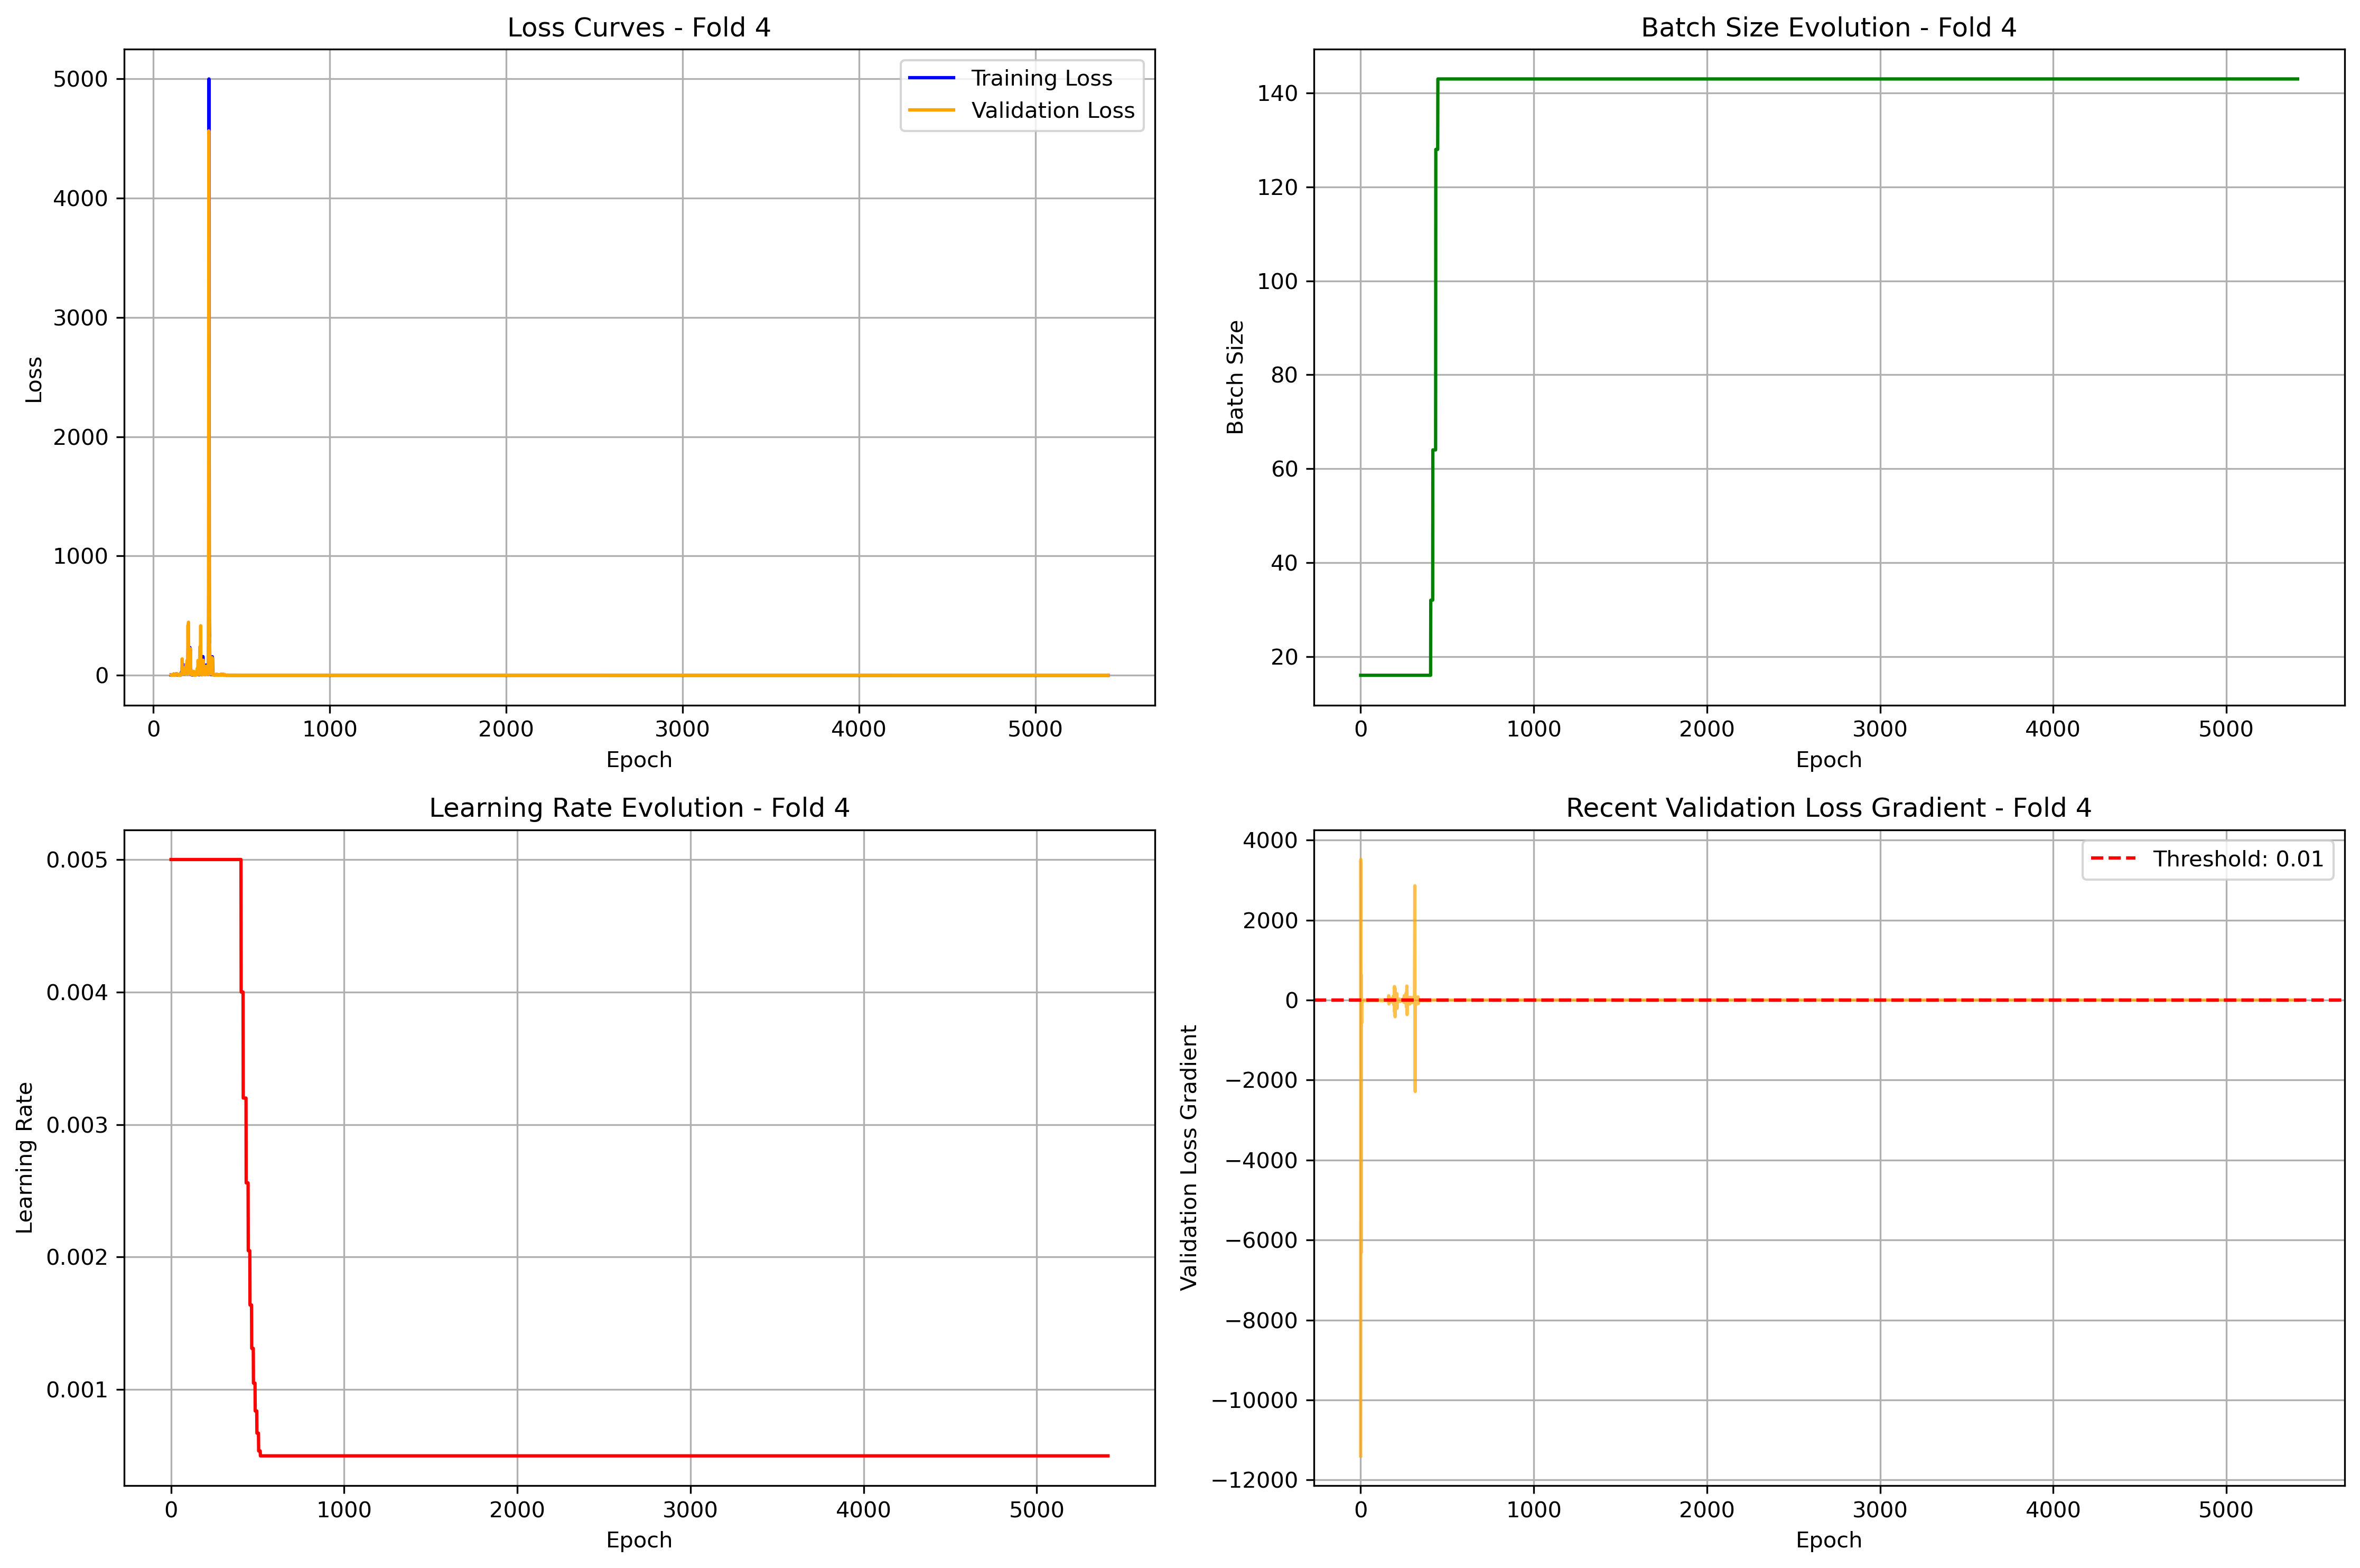 Loss Curves - Fold 4
Training Loss
Validation Loss
5000
4000
3000
2000
1000
0
Loss
0 1000 2000 3000 4000 5000
Epoch
Batch Size Evolution - Fold 4
140
120
100
80
60
40
20
Batch Size
0 1000 2000 3000 4000 5000
Epoch
Learning Rate Evolution - Fold 4
0.005
0.004
0.003
0.002
0.001
Learning Rate
0 1000 2000 3000 4000 5000
Epoch
Recent Validation Loss Gradient - Fold 4
Threshold: 0.01
4000
2000
0
−2000
−4000
−6000
−8000
−10000
−12000
Validation Loss Gradient
0 1000 2000 3000 4000 5000
Epoch